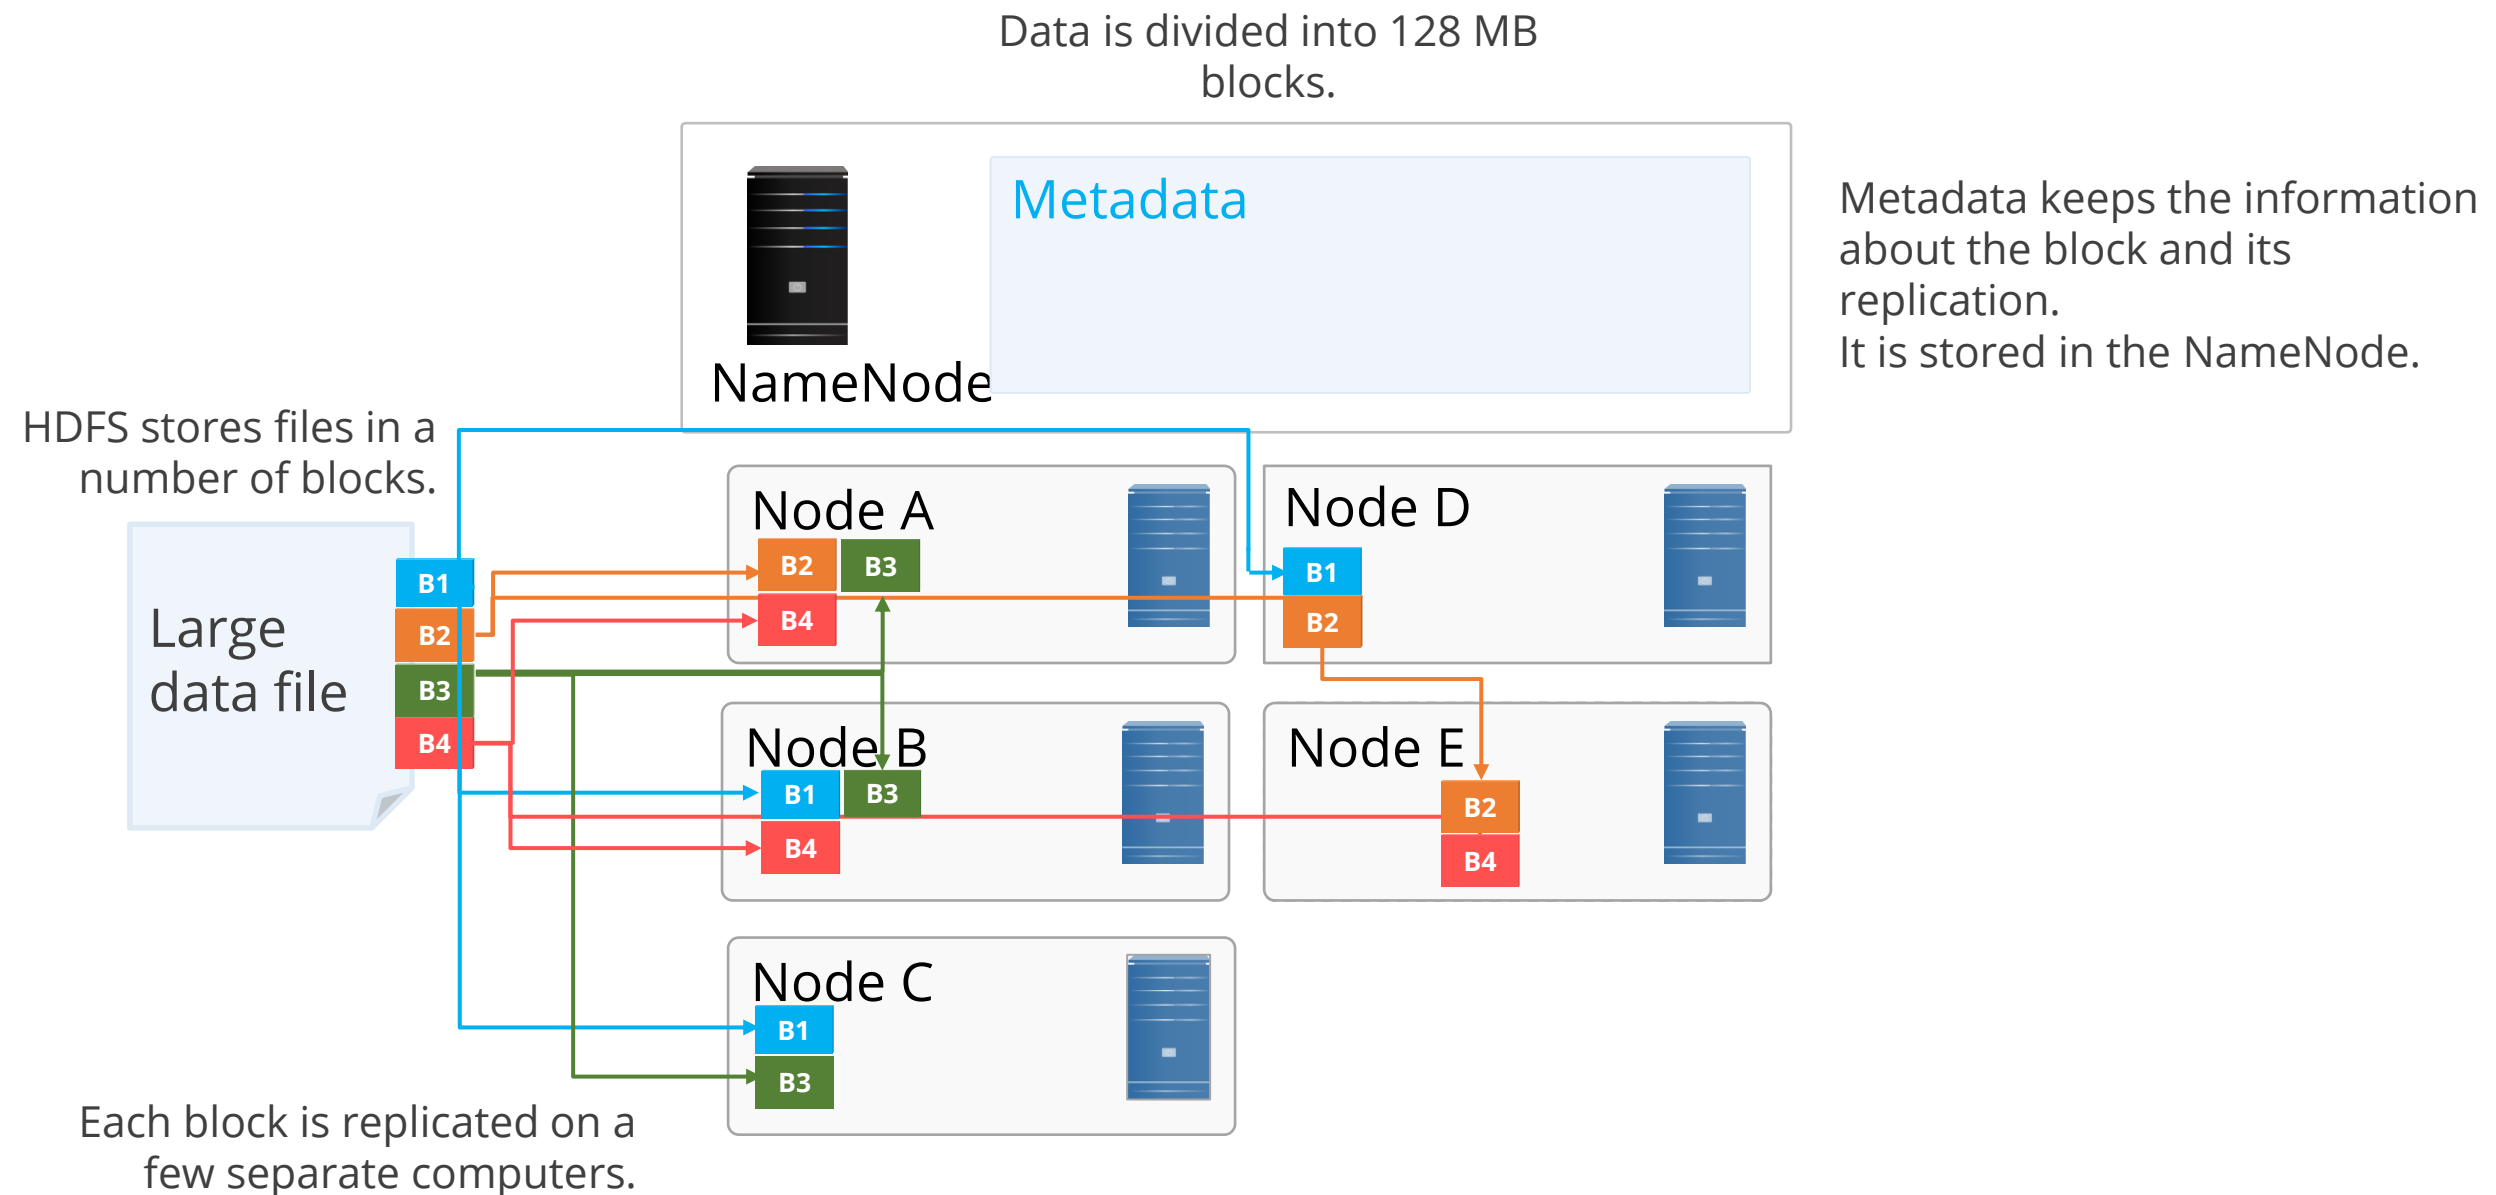 Data is divided into 128 MB
blocks.
Metadata
Metadata keeps the information
about the block and its
replication.
It is stored in the NameNode.
NameNode
HDFS stores files in a
number of blocks.
Large
data file
B1
B2
B3
B4
Node A
B2
B3
B4
Node D
B1
B2
Node B
B1
B3
B4
Node E
B2
B4
Node C
B1
B3
Each block is replicated on a
few separate computers.